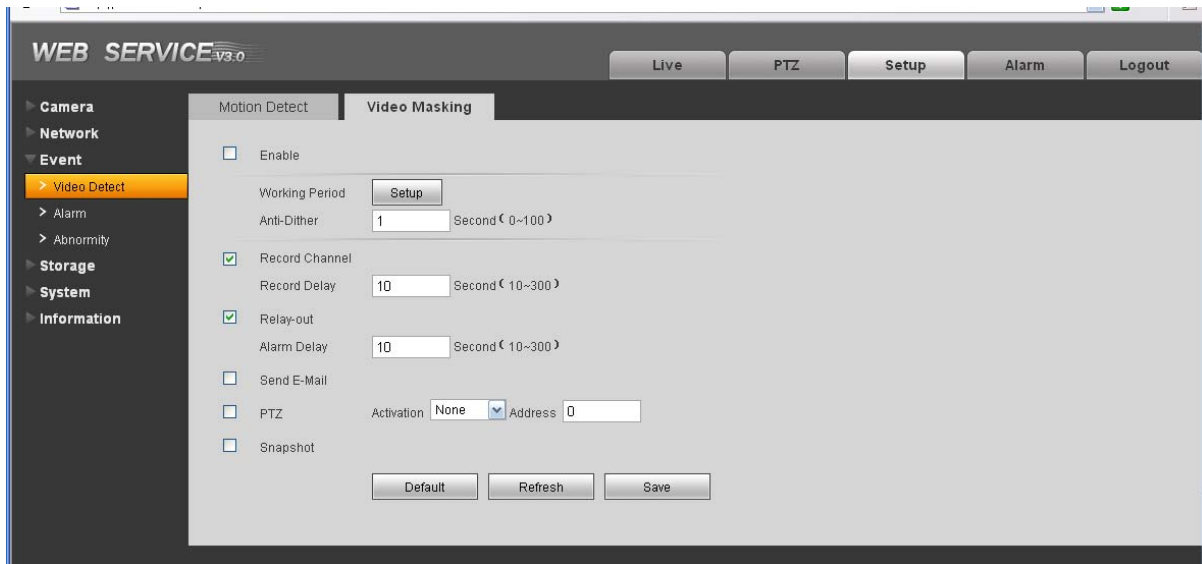 WEB SERVICE V3.0
Live PTZ Setup Alarm Logout
Camera
Network
Event
> Video Detect
> Alarm
> Abnormity
Storage
System
Information
Motion Detect Video Masking
Enable
Working Period Setup
Anti-Dither 1 Second ( 0~100 )
Record Channel
Record Delay 10 Second ( 10~300 )
Relay-out
Alarm Delay 10 Second ( 10~300 )
Send E-Mail
PTZ Activation None Address 0
Snapshot
Default Refresh Save